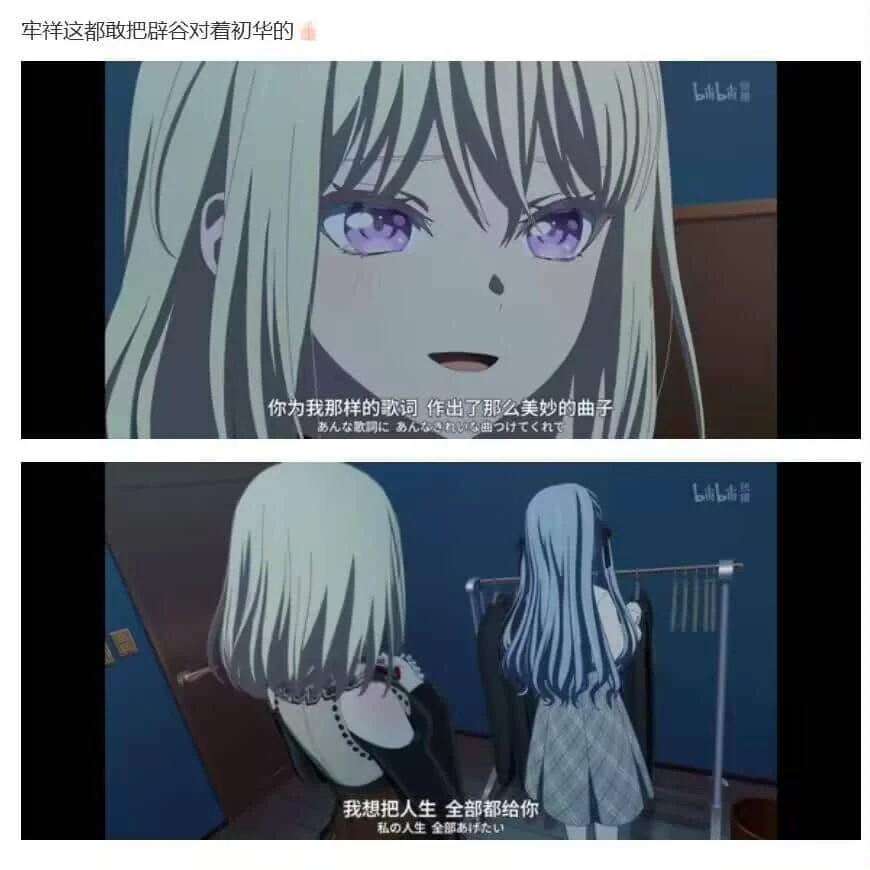 牢祥这都敢把辟谷对着初华的👍🏻
bilibili
你为我那样的歌词 作出了那么美妙的曲子
あんな歌詞に あんなきれいな曲つけてくれて
bilibili
我想把人生 全部都给你
私の人生 全部あげたい